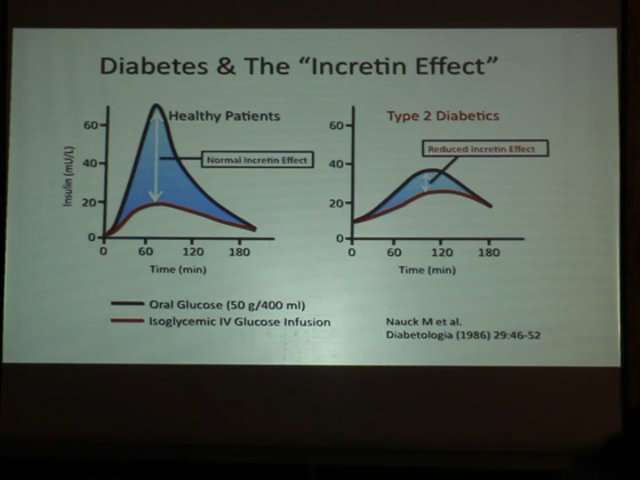 Diabetes & The "Incretin Effect"
Healthy Patients
Type 2 Diabetics
Insulin (mU/L)
60
40
20
0
Normal Incretin Effect
0 60 120 180
Time (min)
60
40
20
0
Reduced Incretin Effect
0 60 120 180
Time (min)
Oral Glucose (50 g/400 ml)
Isoglycemic IV Glucose Infusion
Nauck M et al.
Diabetologia (1986) 29:46-52